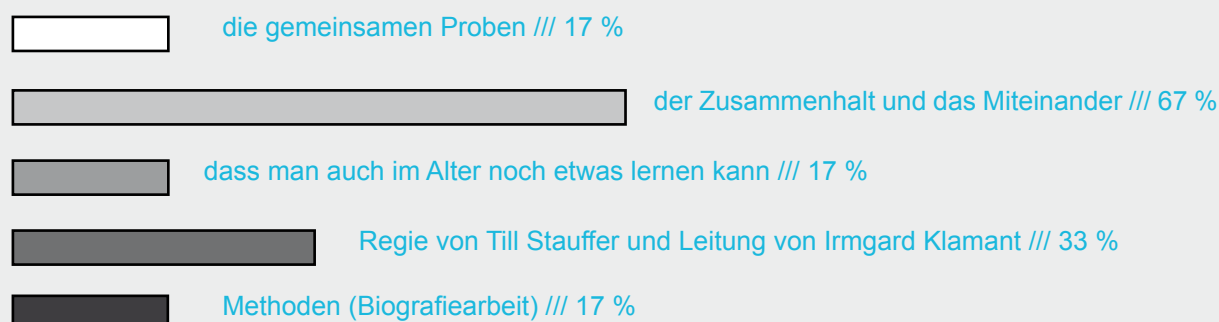 die gemeinsamen Proben /// 17 %
der Zusammenhalt und das Miteinander /// 67 %
dass man auch im Alter noch etwas lernen kann /// 17 %
Regie von Till Stauffer und Leitung von Irmgard Klamant /// 33 %
Methoden (Biografiearbeit) /// 17 %